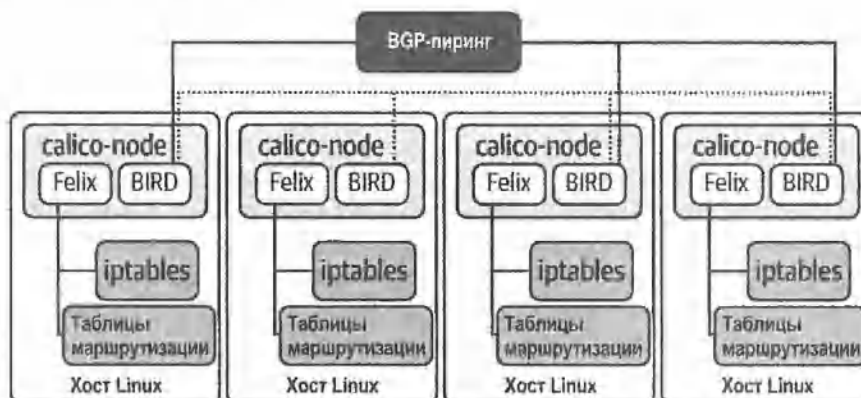 BGP-пиринг
calico-node
Felix BIRD
iptables
Таблицы
маршрутизации
Хост Linux
calico-node
Felix BIRD
iptables
Таблицы
маршрутизации
Хост Linux
calico-node
Felix BIRD
iptables
Таблицы
маршрутизации
Хост Linux
calico-node
Felix BIRD
iptables
Таблицы
маршрутизации
Хост Linux